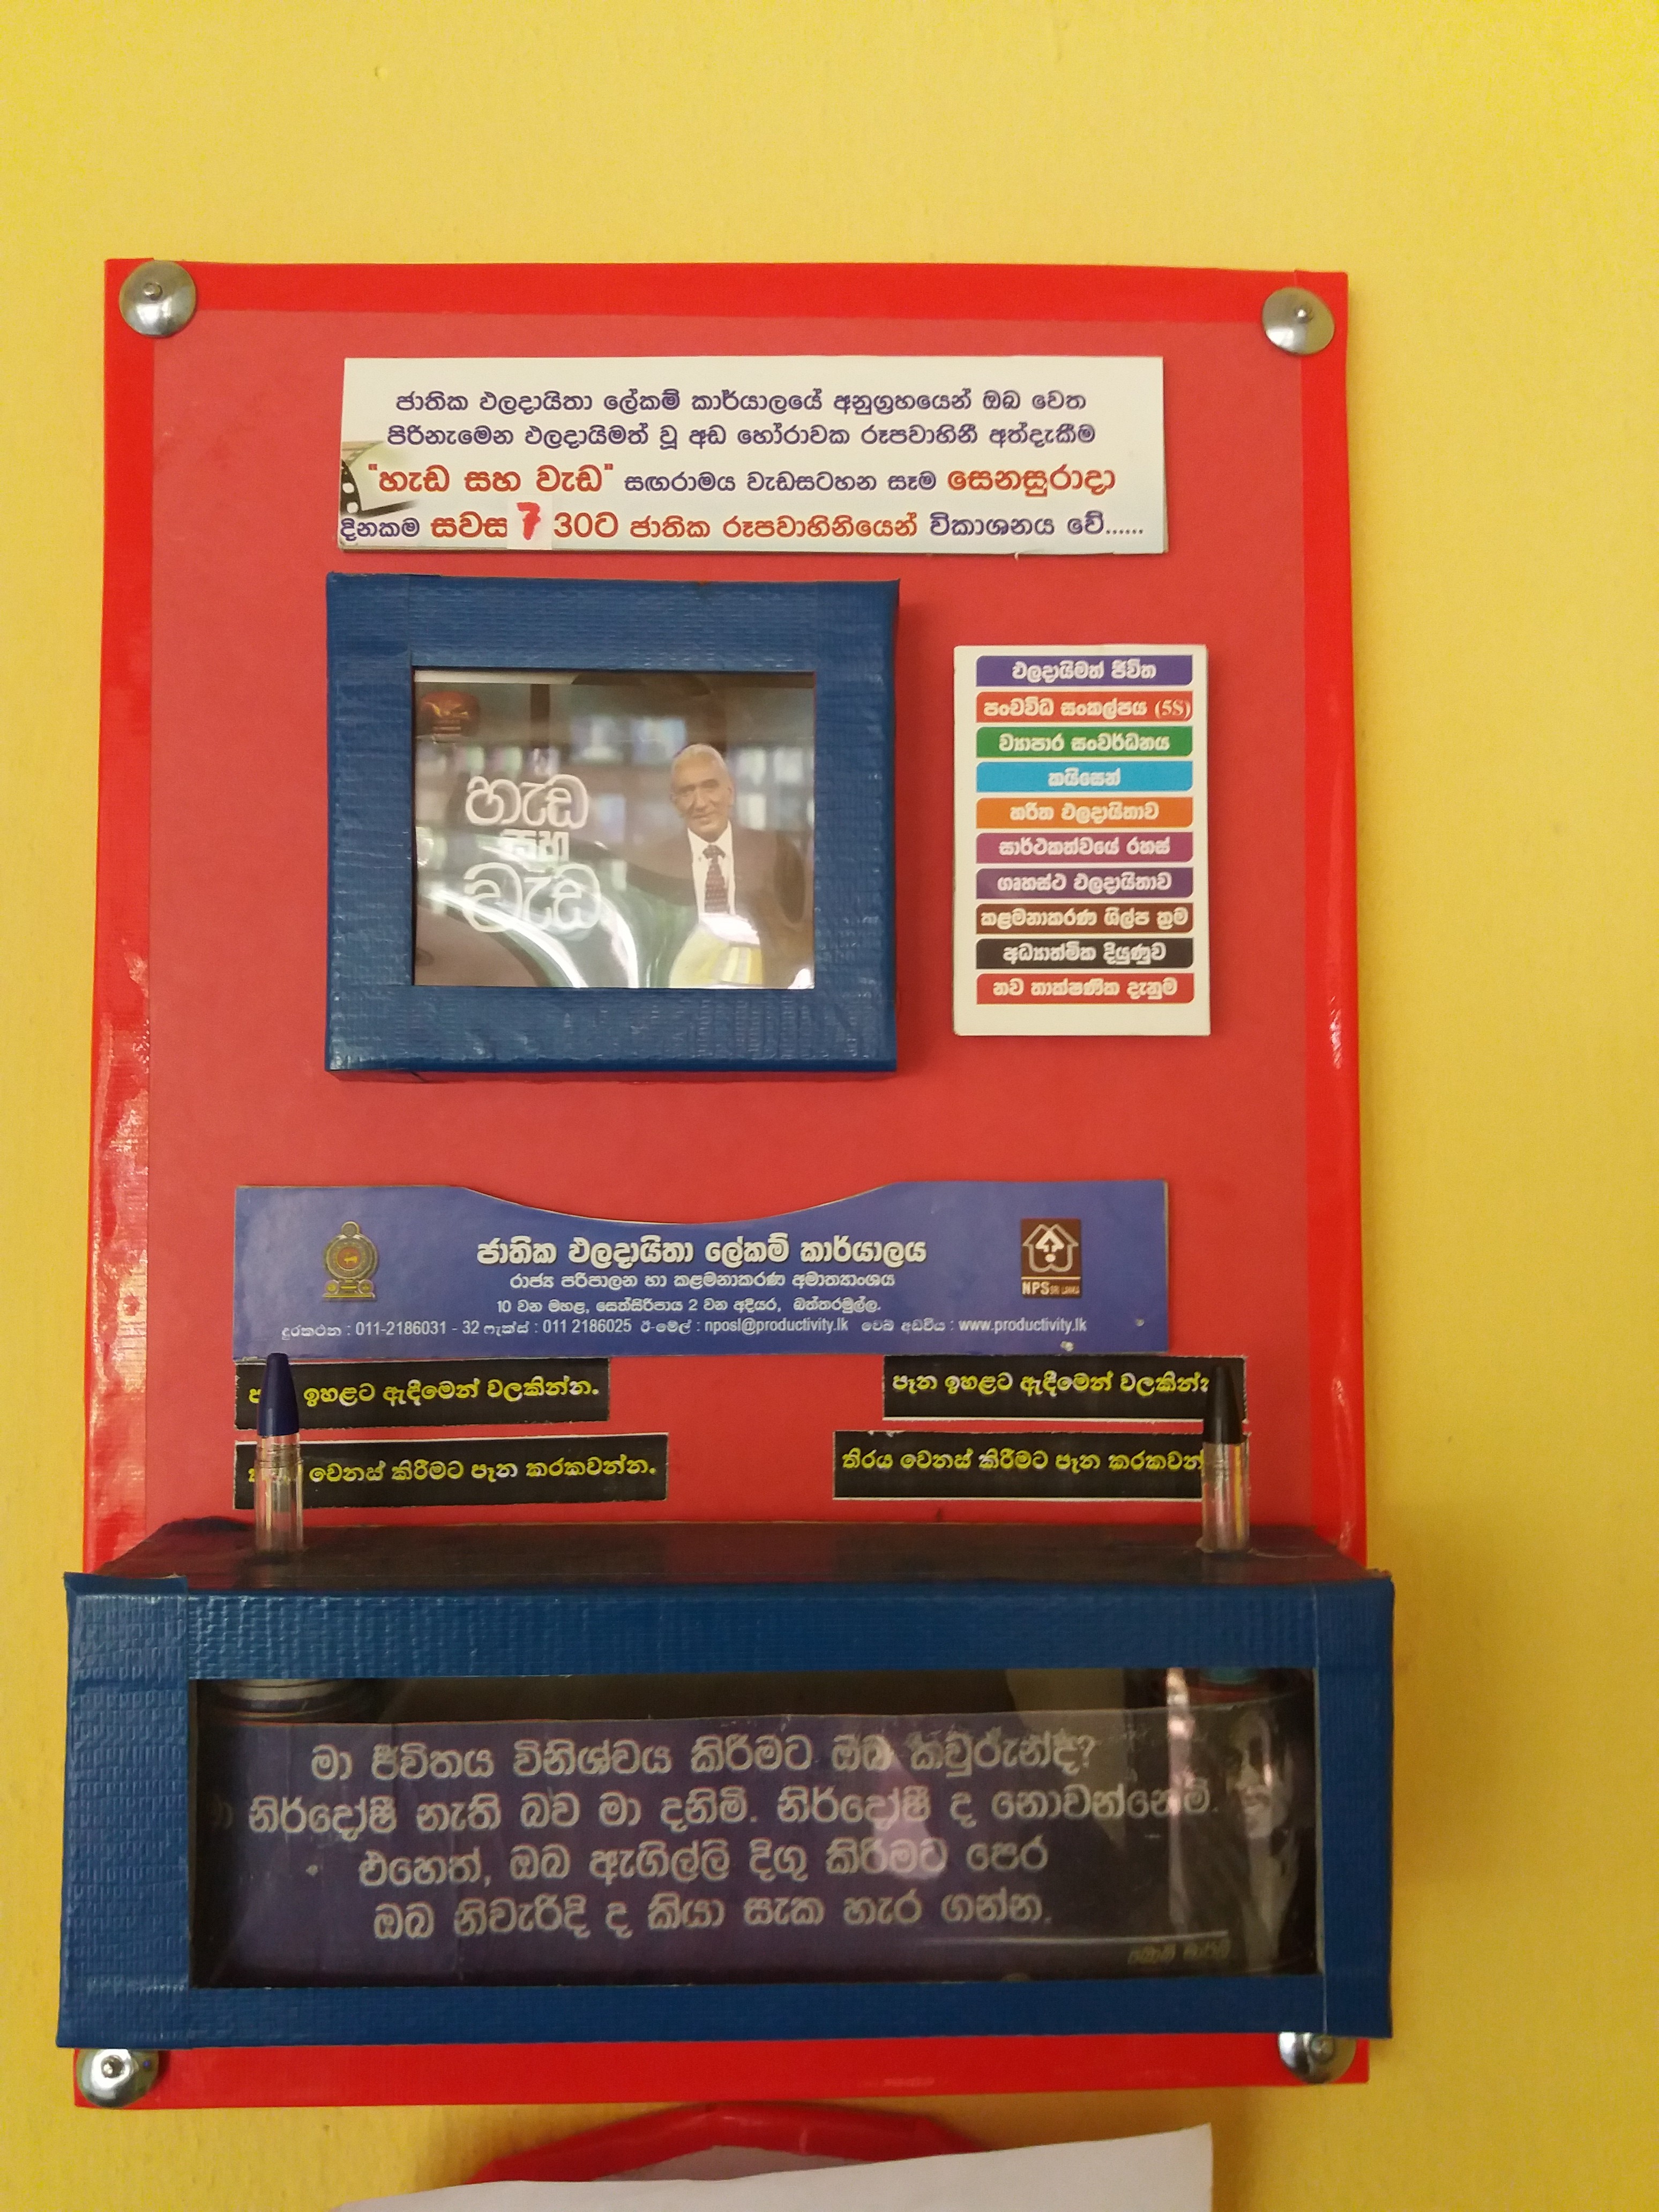 ජාතික ඵලදායිතා ලේකම් කාර්යාලයේ අනුග්‍රහයෙන් ඔබ වෙත
පිරිනැමෙන ඵලදායිමත් වූ අඩ හෝරාවක රූපවාහිනී අත්දැකීම
"හැඩ සහ වැඩ" සඟරාමය වැඩසටහන සෑම සෙනසුරාදා
දිනකම සවස 7 30ට ජාතික රූපවාහිනියෙන් විකාශනය වේ......
හැඩ
සහ
වැඩ
ඵලදායිමත් ජීවිත
පංචවිධ සංකල්පය (5S)
ව්‍යාපාර සංවර්ධනය
කයිසෙන්
හරිත ඵලදායිතාව
සාර්ථකත්වයේ රහස්
ගෘහස්ථ ඵලදායිතාව
කළමනාකරණ ශිල්ප ක්‍රම
අධ්‍යාත්මික දියුණුව
නව තාක්ෂණික දැනුම
ජාතික ඵලදායිතා ලේකම් කාර්යාලය
රාජ්‍ය පරිපාලන හා කළමනාකරණ අමාත්‍යාංශය
10 වන මහළ, සෙත්සිරිපාය 2 වන අදියර, බත්තරමුල්ල.
දුරකථන : 011-2186031 - 32 ෆැක්ස් : 011 2186025 ඊ-මේල් : nposl@productivity.lk වෙබ් අඩවිය : www.productivity.lk
NPS SRI LANKA
ඉහළට ඇදීමෙන් වලකින්න.
පෑන ඉහළට ඇදීමෙන්
වෙනස් කිරීමට පෑන කරකවන්න.
තිරය වෙනස් කිරීමට පෑන
මා ජීවිතය විනිශ්චය කිරිමට ඔබ කවුරුන්ද?
නිර්දෝෂී නැති බව මා දනිමි. නිර්දෝෂී ද නොවන්නෙමි.
එහෙත්, ඔබ ඇගිල්ලි දිගු කිරීමට පෙර
ඔබ නිවැරිදි ද කියා සැක හැර ගන්න.